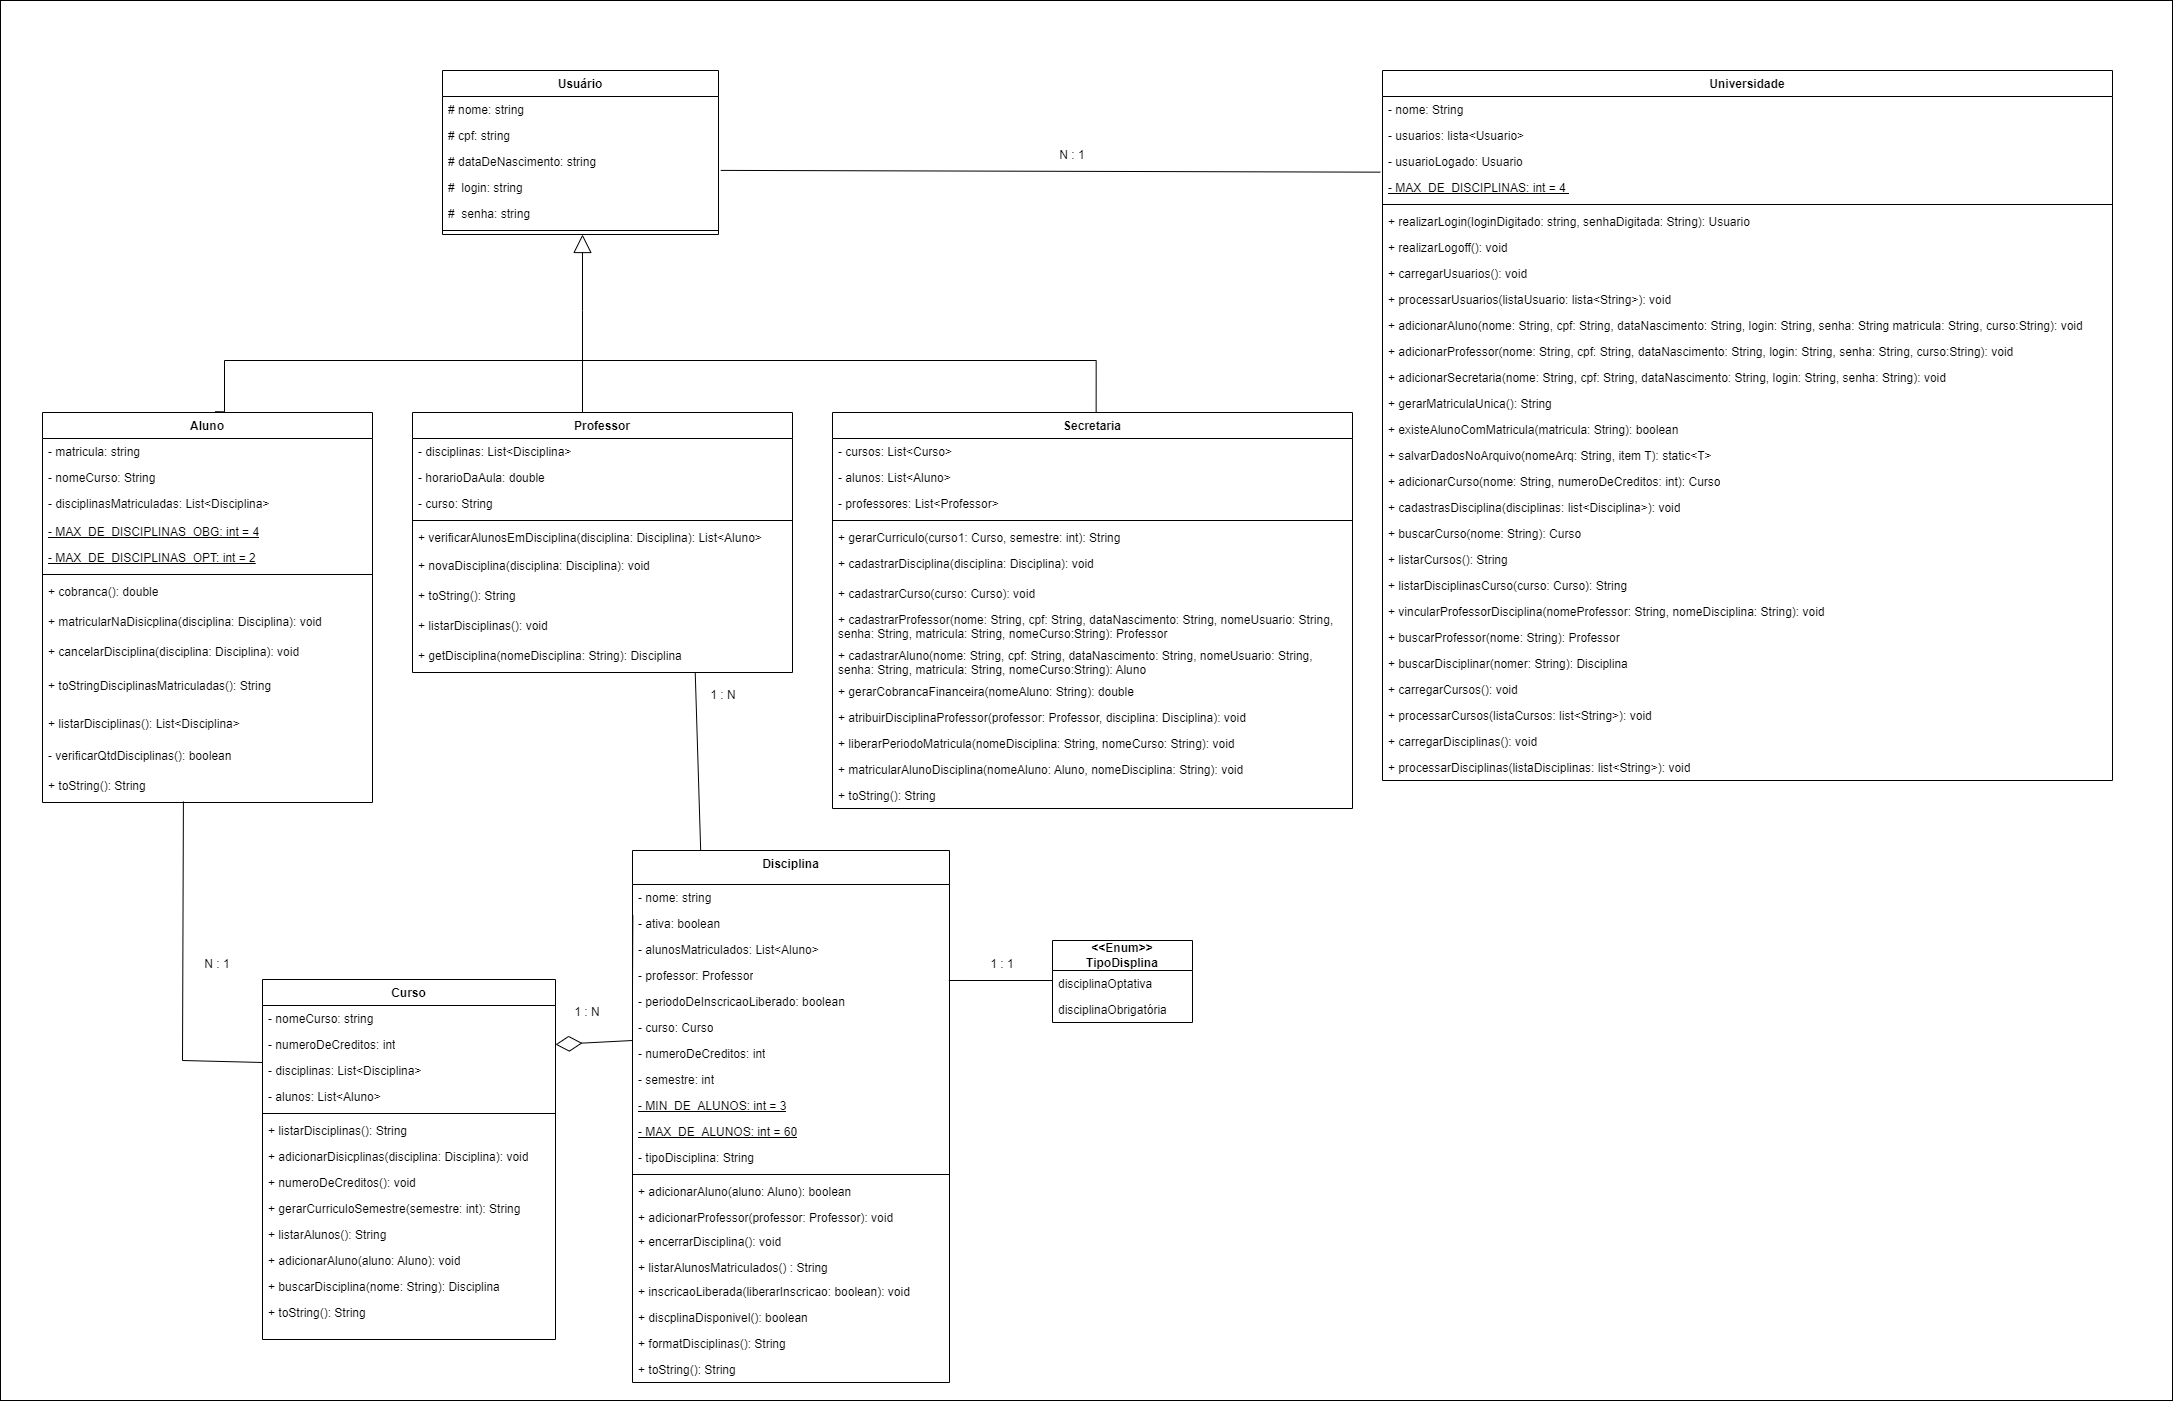 Usuário
# nome: string
# cpf: string
# dataDeNascimento: string
#  login: string
#  senha: string
N : 1
Universidade
- nome: String
- usuarios: lista<Usuario>
- usuarioLogado: Usuario
- MAX_DE_DISCIPLINAS: int = 4
+ realizarLogin(loginDigitado: string, senhaDigitada: String): Usuario
+ realizarLogoff(): void
+ carregarUsuarios(): void
+ processarUsuarios(listaUsuario: lista<String>): void
+ adicionarAluno(nome: String, cpf: String, dataNascimento: String, login: String, senha: String matricula: String, curso:String): void
+ adicionarProfessor(nome: String, cpf: String, dataNascimento: String, login: String, senha: String, curso:String): void
+ adicionarSecretaria(nome: String, cpf: String, dataNascimento: String, login: String, senha: String): void
+ gerarMatriculaUnica(): String
+ existeAlunoComMatricula(matricula: String): boolean
+ salvarDadosNoArquivo(nomeArq: String, item T): static<T>
+ adicionarCurso(nome: String, numeroDeCreditos: int): Curso
+ cadastrasDisciplina(disciplinas: list<Disciplina>): void
+ buscarCurso(nome: String): Curso
+ listarCursos(): String
+ listarDisciplinasCurso(curso: Curso): String
+ vincularProfessorDisciplina(nomeProfessor: String, nomeDisciplina: String): void
+ buscarProfessor(nome: String): Professor
+ buscarDisciplinar(nomer: String): Disciplina
+ carregarCursos(): void
+ processarCursos(listaCursos: list<String>): void
+ carregarDisciplinas(): void
+ processarDisciplinas(listaDisciplinas: list<String>): void
Aluno
- matricula: string
- nomeCurso: String
- disciplinasMatriculadas: List<Disciplina>
- MAX_DE_DISCIPLINAS_OBG: int = 4
- MAX_DE_DISCIPLINAS_OPT: int = 2
+ cobranca(): double
+ matricularNaDisicplina(disciplina: Disciplina): void
+ cancelarDisciplina(disciplina: Disciplina): void
+ toStringDisciplinasMatriculadas(): String
+ listarDisciplinas(): List<Disciplina>
- verificarQtdDisciplinas(): boolean
+ toString(): String
Professor
- disciplinas: List<Disciplina>
- horarioDaAula: double
- curso: String
+ verificarAlunosEmDisciplina(disciplina: Disciplina): List<Aluno>
+ novaDisciplina(disciplina: Disciplina): void
+ toString(): String
+ listarDisciplinas(): void
+ getDisciplina(nomeDisciplina: String): Disciplina
Secretaria
- cursos: List<Curso>
- alunos: List<Aluno>
- professores: List<Professor>
+ gerarCurriculo(curso1: Curso, semestre: int): String
+ cadastrarDisciplina(disciplina: Disciplina): void
+ cadastrarCurso(curso: Curso): void
+ cadastrarProfessor(nome: String, cpf: String, dataNascimento: String, nomeUsuario: String,
senha: String, matricula: String, nomeCurso:String): Professor
+ cadastrarAluno(nome: String, cpf: String, dataNascimento: String, nomeUsuario: String,
senha: String, matricula: String, nomeCurso:String): Aluno
+ gerarCobrancaFinanceira(nomeAluno: String): double
+ atribuirDisciplinaProfessor(professor: Professor, disciplina: Disciplina): void
+ liberarPeriodoMatricula(nomeDisciplina: String, nomeCurso: String): void
+ matricularAlunoDisciplina(nomeAluno: Aluno, nomeDisciplina: String): void
+ toString(): String
1 : N
N : 1
Curso
- nomeCurso: string
- numeroDeCreditos: int
- disciplinas: List<Disciplina>
- alunos: List<Aluno>
+ listarDisciplinas(): String
+ adicionarDisicplinas(disciplina: Disciplina): void
+ numeroDeCreditos(): void
+ gerarCurriculoSemestre(semestre: int): String
+ listarAlunos(): String
+ adicionarAluno(aluno: Aluno): void
+ buscarDisciplina(nome: String): Disciplina
+ toString(): String
1 : N
Disciplina
- nome: string
- ativa: boolean
- alunosMatriculados: List<Aluno>
- professor: Professor
- periodoDeInscricaoLiberado: boolean
- curso: Curso
- numeroDeCreditos: int
- semestre: int
- MIN_DE_ALUNOS: int = 3
- MAX_DE_ALUNOS: int = 60
- tipoDisciplina: String
+ adicionarAluno(aluno: Aluno): boolean
+ adicionarProfessor(professor: Professor): void
+ encerrarDisciplina(): void
+ listarAlunosMatriculados() : String
+ inscricaoLiberada(liberarInscricao: boolean): void
+ discplinaDisponivel(): boolean
+ formatDisciplinas(): String
+ toString(): String
1 : 1
<<Enum>>
TipoDisplina
disciplinaOptativa
disciplinaObrigatória